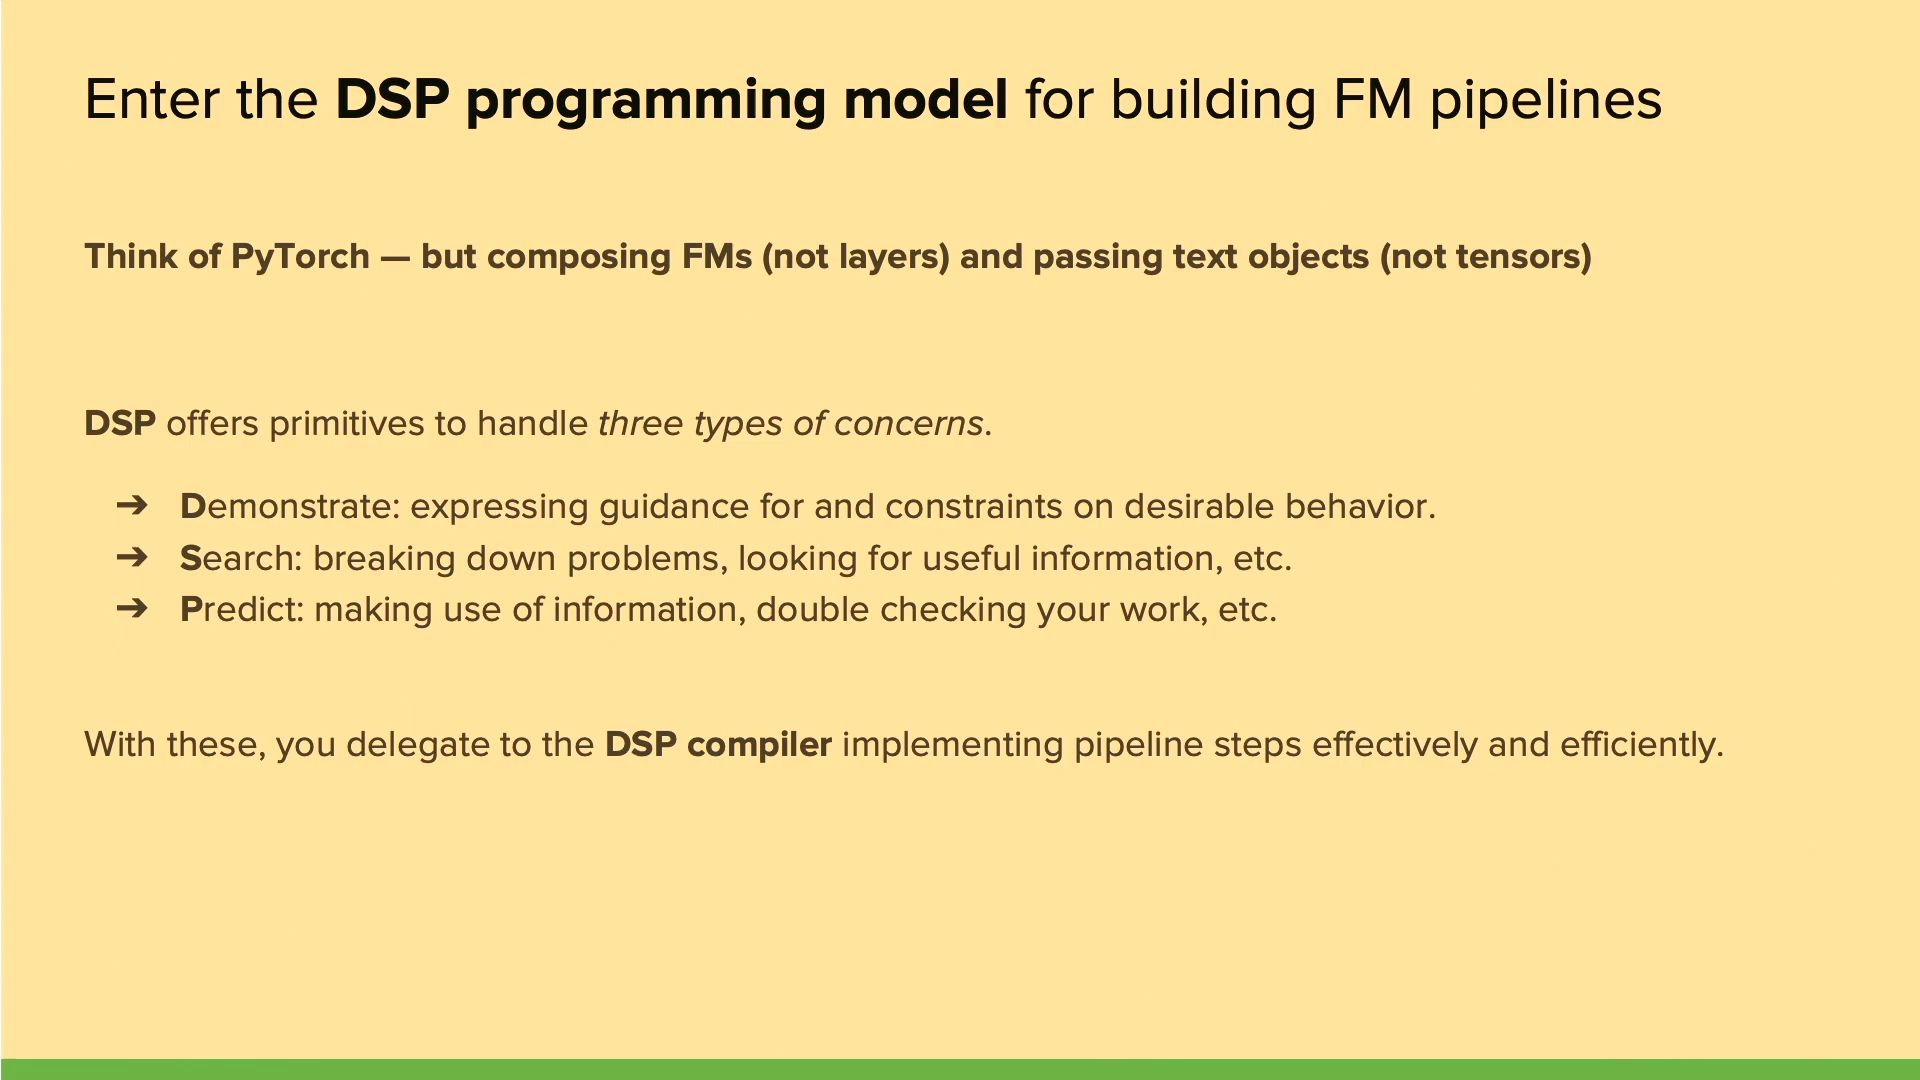 Enter the DSP programming model for building FM pipelines
Think of PyTorch — but composing FMs (not layers) and passing text objects (not tensors)
DSP offers primitives to handle three types of concerns.
➔ Demonstrate: expressing guidance for and constraints on desirable behavior.
➔ Search: breaking down problems, looking for useful information, etc.
➔ Predict: making use of information, double checking your work, etc.
With these, you delegate to the DSP compiler implementing pipeline steps effectively and efficiently.